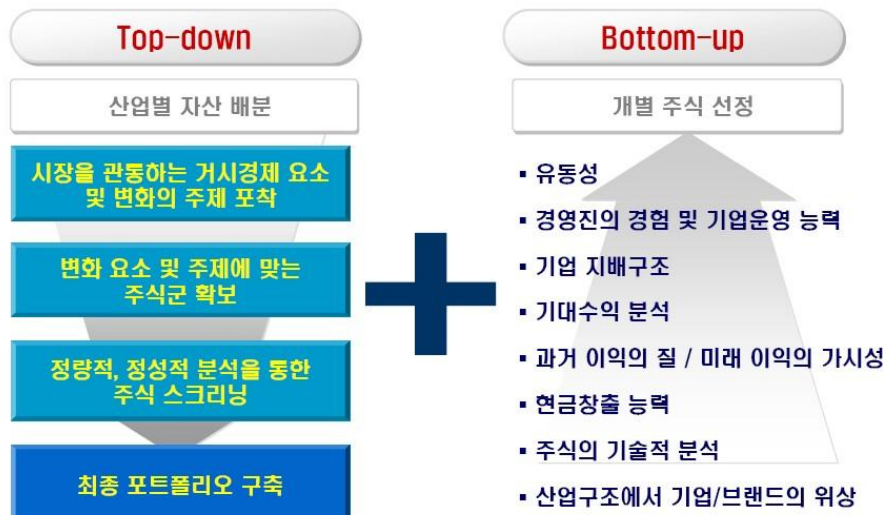 Top-down
산업별 자산 배분
시장을 관통하는 거시경제 요소
및 변화의 주제 포착
변화 요소 및 주제에 맞는
주식군 확보
정량적, 정성적 분석을 통한
주식 스크리닝
최종 포트폴리오 구축
Bottom-up
개별 주식 선정
▪ 유동성
▪ 경영진의 경험 및 기업운영 능력
▪ 기업 지배구조
▪ 기대수익 분석
▪ 과거 이익의 질 / 미래 이익의 가시성
▪ 현금창출 능력
▪ 주식의 기술적 분석
▪ 산업구조에서 기업/브랜드의 위상